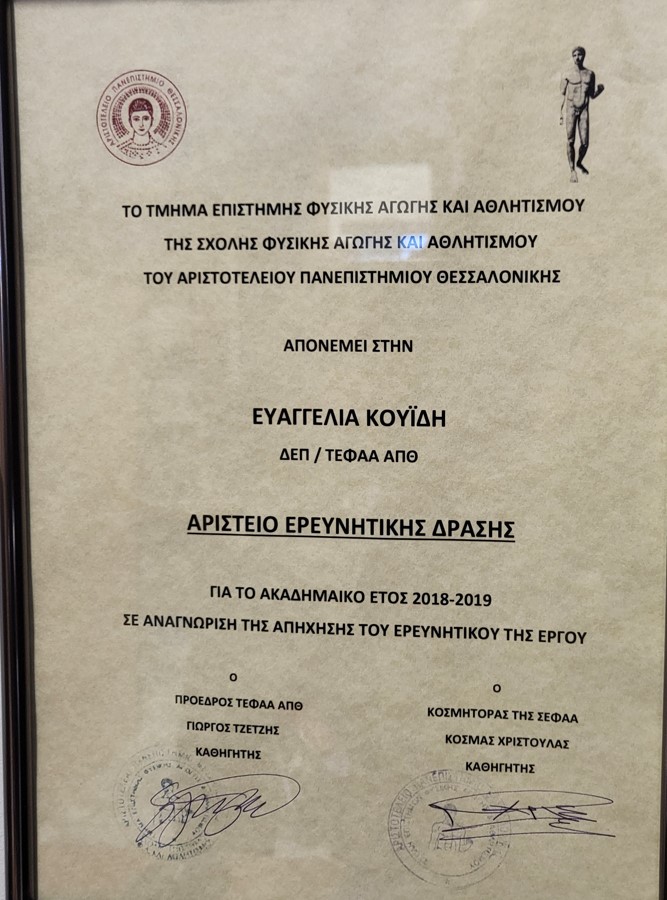 ΑΡΙΣΤΟΤΕΛΕΙΟ ΠΑΝΕΠΙΣΤΗΜΙΟ ΘΕΣΣΑΛΟΝΙΚΗΣ
ΤΟ ΤΜΗΜΑ ΕΠΙΣΤΗΜΗΣ ΦΥΣΙΚΗΣ ΑΓΩΓΗΣ ΚΑΙ ΑΘΛΗΤΙΣΜΟΥ
ΤΗΣ ΣΧΟΛΗΣ ΦΥΣΙΚΗΣ ΑΓΩΓΗΣ ΚΑΙ ΑΘΛΗΤΙΣΜΟΥ
ΤΟΥ ΑΡΙΣΤΟΤΕΛΕΙΟΥ ΠΑΝΕΠΙΣΤΗΜΙΟΥ ΘΕΣΣΑΛΟΝΙΚΗΣ
ΑΠΟΝΕΜΕΙ ΣΤΗΝ
ΕΥΑΓΓΕΛΙΑ ΚΟΥΪΔΗ
ΔΕΠ / ΤΕΦΑΑ ΑΠΘ
ΑΡΙΣΤΕΙΟ ΕΡΕΥΝΗΤΙΚΗΣ ΔΡΑΣΗΣ
ΓΙΑ ΤΟ ΑΚΑΔΗΜΑΙΚΟ ΕΤΟΣ 2018-2019
ΣΕ ΑΝΑΓΝΩΡΙΣΗ ΤΗΣ ΑΠΗΧΗΣΗΣ ΤΟΥ ΕΡΕΥΝΗΤΙΚΟΥ ΤΗΣ ΕΡΓΟΥ
Ο
ΠΡΟΕΔΡΟΣ ΤΕΦΑΑ ΑΠΘ
ΓΙΩΡΓΟΣ ΤΖΕΤΖΗΣ
ΚΑΘΗΓΗΤΗΣ
Ο
ΚΟΣΜΗΤΟΡΑΣ ΤΗΣ ΣΕΦΑΑ
ΚΟΣΜΑΣ ΧΡΙΣΤΟΥΛΑΣ
ΚΑΘΗΓΗΤΗΣ